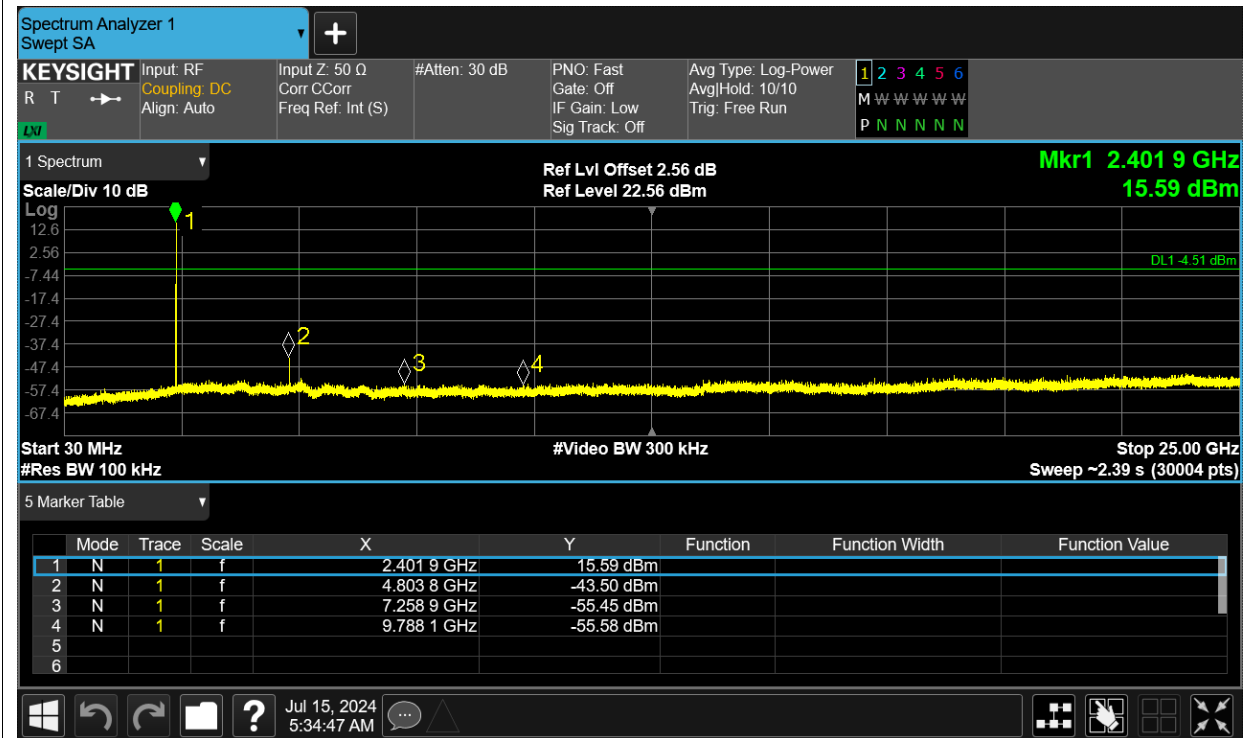 Spectrum Analyzer 1
Swept SA
+
KEYSIGHT
R T
LXI
Input: RF
Coupling: DC
Align: Auto
Input Z: 50 Ω
Corr CCorr
Freq Ref: Int (S)
#Atten: 30 dB
PNO: Fast
Gate: Off
IF Gain: Low
Sig Track: Off
Avg Type: Log-Power
Avg|Hold: 10/10
Trig: Free Run
1 2 3 4 5 6
M W W W W W
P N N N N N
1 Spectrum
Scale/Div 10 dB
Ref Lvl Offset 2.56 dB
Ref Level 22.56 dBm
Mkr1 2.401 9 GHz
15.59 dBm
Log
12.6
2.56
-7.44
-17.4
-27.4
-37.4
-47.4
-57.4
-67.4
1
2
3
4
DL1 -4.51 dBm
Start 30 MHz
#Res BW 100 kHz
#Video BW 300 kHz
Stop 25.00 GHz
Sweep ~2.39 s (30004 pts)
5 Marker Table
Mode Trace Scale X Y Function Function Width Function Value
1 N 1 f 2.401 9 GHz 15.59 dBm
2 N 1 f 4.803 8 GHz -43.50 dBm
3 N 1 f 7.258 9 GHz -55.45 dBm
4 N 1 f 9.788 1 GHz -55.58 dBm
5
6
?
Jul 15, 2024
5:34:47 AM